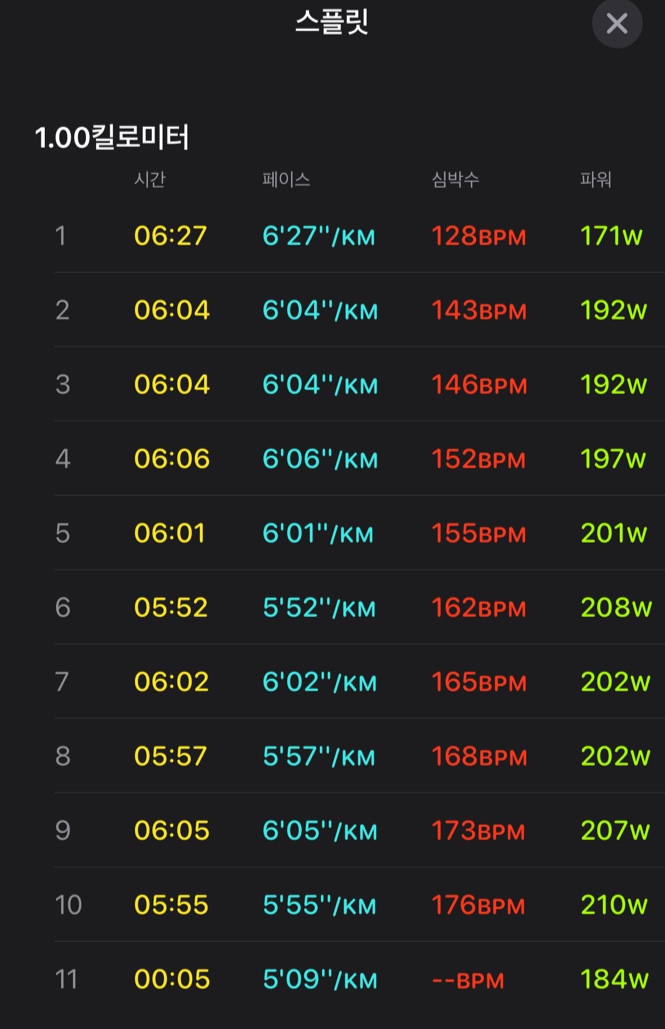 스플릿
1.00킬로미터
시간 페이스 심박수 파워
1 06:27 6'27''/KM 128BPM 171W
2 06:04 6'04''/KM 143BPM 192W
3 06:04 6'04''/KM 146BPM 192W
4 06:06 6'06''/KM 152BPM 197W
5 06:01 6'01''/KM 155BPM 201W
6 05:52 5'52''/KM 162BPM 208W
7 06:02 6'02''/KM 165BPM 202W
8 05:57 5'57''/KM 168BPM 202W
9 06:05 6'05''/KM 173BPM 207W
10 05:55 5'55''/KM 176BPM 210W
11 00:05 5'09''/KM --BPM 184W